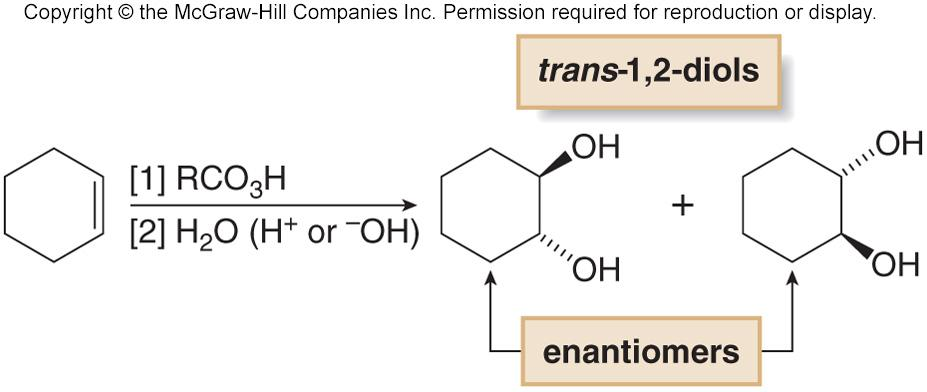 Copyright © the McGraw-Hill Companies Inc. Permission required for reproduction or display.
trans-1,2-diols
[1] RCO₃H
[2] H₂O (H⁺ or ⁻OH)
OH
OH
+
OH
OH
enantiomers